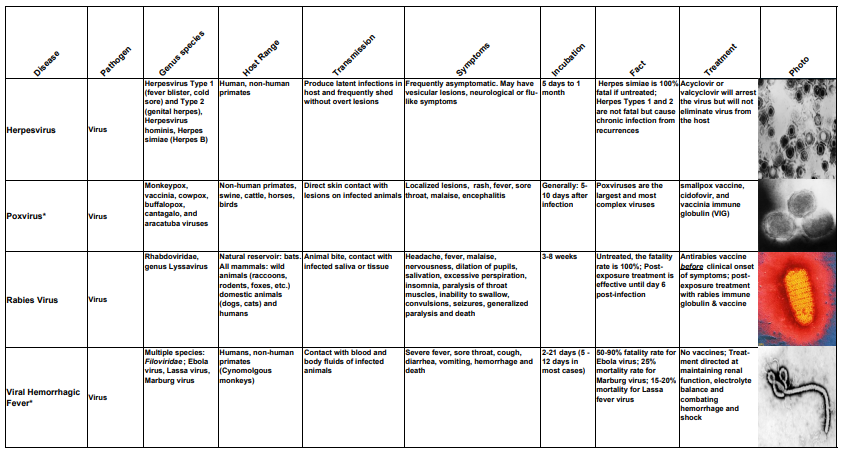 Disease
Pathogen
Genus species
Host Range
Transmission
Symptoms
Incubation
Fact
Treatment
Photo
Herpesvirus
Virus
Herpesvirus Type 1
(fever blister, cold
sore) and Type 2
(genital herpes),
Herpesvirus
hominis, Herpes
simiae (Herpes B)
Human, non-human
primates
Produce latent infections in
host and frequently shed
without overt lesions
Frequently asymptomatic. May have
vesicular lesions, neurological or flu-
like symptoms
5 days to 1
month
Herpes simiae is 100%
fatal if untreated;
Herpes Types 1 and 2
are not fatal but cause
chronic infection from
recurrences
Acyclovir or
valcyclovir will arrest
the virus but will not
eliminate virus from
the host
Poxvirus*
Virus
Monkeypox,
vaccinia, cowpox,
buffalopox,
cantagalo, and
aracatuba viruses
Non-human primates,
swine, cattle, horses,
birds
Direct skin contact with
lesions on infected animals
Localized lesions, rash, fever, sore
throat, malaise, encephalitis
Generally: 5-
10 days after
infection
Poxviruses are the
largest and most
complex viruses
smallpox vaccine,
cidofovir, and
vaccinia immune
globulin (VIG)
Rabies Virus
Virus
Rhabdoviridae,
genus Lyssavirus
Natural reservoir: bats.
All mammals: wild
animals (raccoons,
rodents, foxes, etc.)
domestic animals
(dogs, cats) and
humans
Animal bite, contact with
infected saliva or tissue
Headache, fever, malaise,
nervousness, dilation of pupils,
salivation, excessive perspiration,
insomnia, paralysis of throat
muscles, inability to swallow,
convulsions, seizures, generalized
paralysis and death
3-8 weeks
Untreated, the fatality
rate is 100%; Post-
exposure treatment is
effective until day 6
post-infection
Antirabies vaccine
before clinical onset
of symptoms; post-
exposure treatment
with rabies immune
globulin & vaccine
Viral Hemorrhagic
Fever*
Virus
Multiple species:
Filoviridae; Ebola
virus, Lassa virus,
Marburg virus
Humans, non-human
primates
(Cynomolgous
monkeys)
Contact with blood and
body fluids of infected
animals
Severe fever, sore throat, cough,
diarrhea, vomiting, hemorrhage and
death
2-21 days (5 -
12 days in
most cases)
50-90% fatality rate for
Ebola virus; 25%
mortality rate for
Marburg virus; 15-20%
mortality for Lassa
fever virus
No vaccines; Treat-
ment directed at
maintaining renal
function, electrolyte
balance and
combating
hemorrhage and
shock